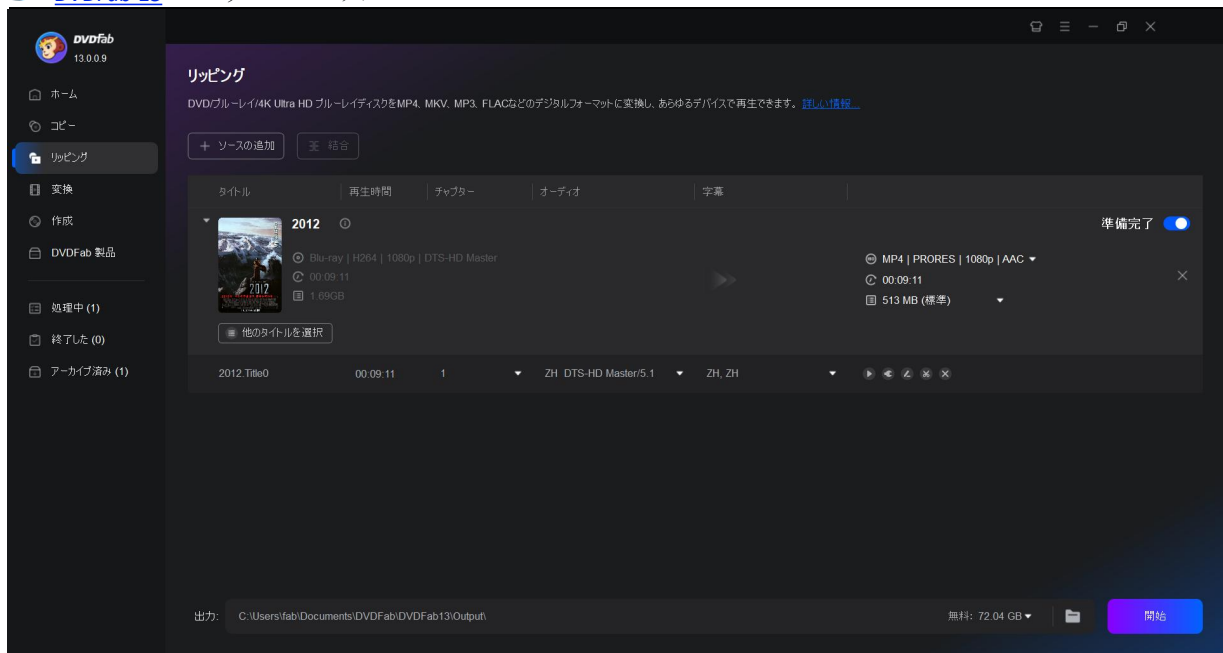 DVDFab
13.0.0.9
ホーム
コピー
リッピング
変換
作成
DVDFab 製品
処理中 (1)
終了した (0)
アーカイブ済み (1)
リッピング
DVD/ブルーレイ/4K Ultra HD ブルーレイディスクをMP4、MKV、MP3、FLACなどのデジタルフォーマットに変換し、あらゆるデバイスで再生できます。 詳しい情報...
+ ソースの追加 結合
タイトル 再生時間 チャプター オーディオ 字幕
2012 準備完了
Blu-ray | H264 | 1080p | DTS-HD Master
00:09:11
1.69GB
2012
MP4 | PRORES | 1080p | AAC
00:09:11
513 MB (標準)
他のタイトルを選択
2012.Title0 00:09:11 1 ZH DTS-HD Master/5.1 ZH, ZH
出力: C:\Users\fab\Documents\DVDFab\DVDFab13\Output\ 無料: 72.04 GB 開始